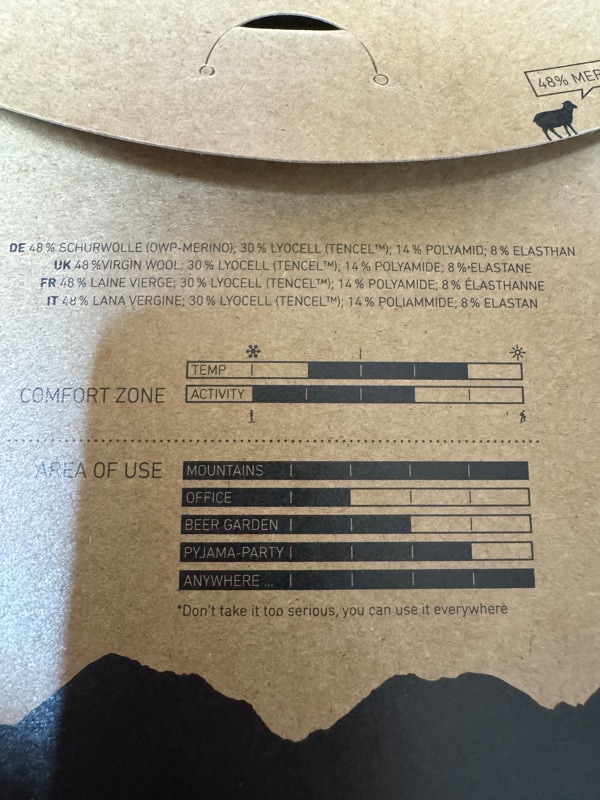 48% MER
DE 48 % SCHURWOLLE (OWP-MERINO); 30 % LYOCELL (TENCEL™); 14 % POLYAMID; 8 % ELASTHAN
UK 48 %VIRGIN WOOL; 30 % LYOCELL (TENCEL™); 14 % POLYAMIDE; 8 % ELASTANE
FR 48 % LAINE VIERGE; 30 % LYOCELL (TENCEL™); 14 % POLYAMIDE; 8 % ÉLASTHANNE
IT 48 % LANA VERGINE; 30 % LYOCELL (TENCEL™); 14 % POLIAMMIDE; 8 % ELASTAN
COMFORT ZONE
TEMP
ACTIVITY
AREA OF USE
MOUNTAINS
OFFICE
BEER GARDEN
PYJAMA-PARTY
ANYWHERE ...
*Don't take it too serious, you can use it everywhere